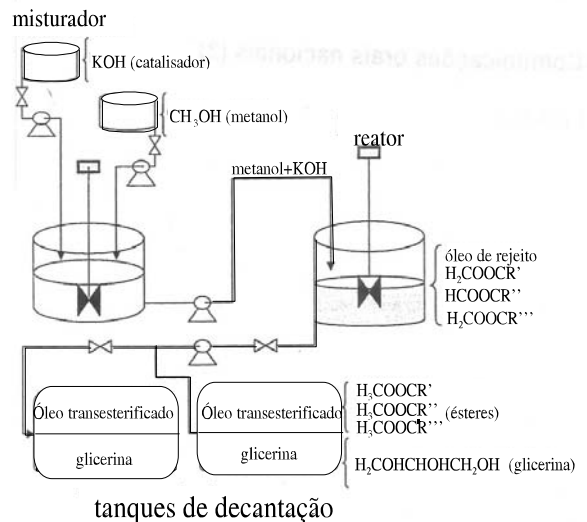 misturador
KOH (catalisador)
CH3OH (metanol)
reator
metanol+KOH
óleo de rejeito
H2COOCR'
HCOOCR''
H2COOCR'''
Óleo transesterificado
glicerina
Óleo transesterificado
glicerina
H3COOCR'
H3COOCR'' (ésteres)
H3COOCR'''
H2COHCHOHCH2OH (glicerina)
tanques de decantação